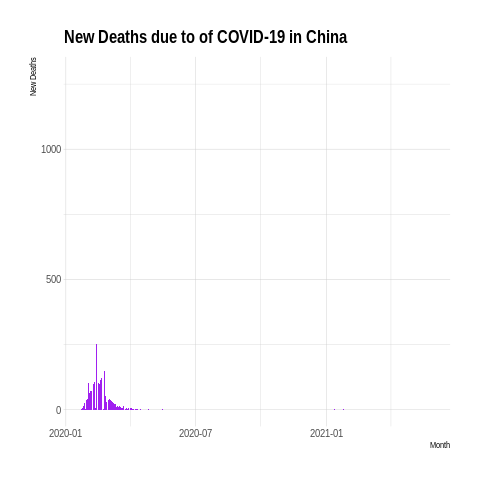 New Deaths due to of COVID-19 in China
New Deaths
1000
500
0
2020-01
2020-07
2021-01
Month